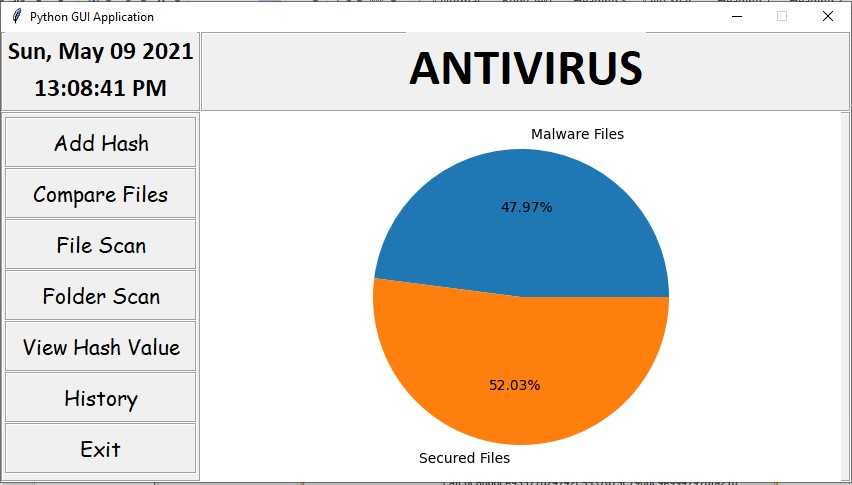 Python GUI Application
Sun, May 09 2021
13:08:41 PM
ANTIVIRUS
Add Hash
Compare Files
File Scan
Folder Scan
View Hash Value
History
Exit
Malware Files
47.97%
52.03%
Secured Files